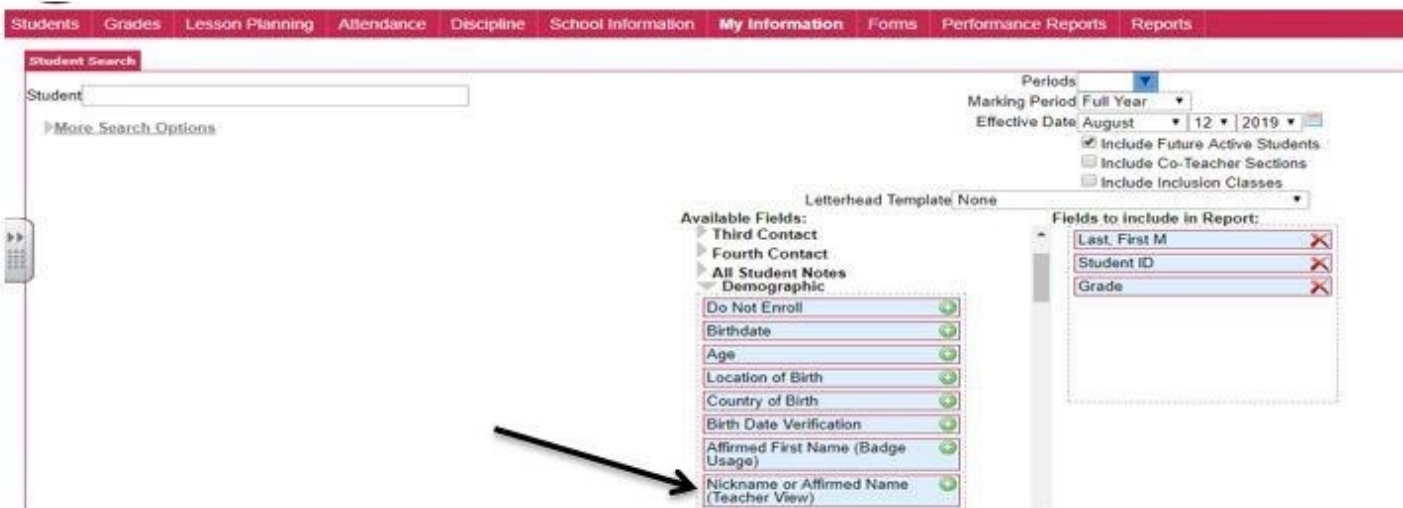 Students Grades Lesson Planning Attendance Discipline School Information My Information Forms Performance Reports Reports
Student Search
Student
More Search Options
Periods
Marking Period Full Year
Effective Date August 12 2019
Include Future Active Students
Include Co-Teacher Sections
Include Inclusion Classes
Letterhead Template None
Available Fields:
Third Contact
Fourth Contact
All Student Notes
Demographic
Do Not Enroll
Birthdate
Age
Location of Birth
Country of Birth
Birth Date Verification
Affirmed First Name (Badge
Usage)
Nickname or Affirmed Name
(Teacher View)
Fields to include in Report:
Last, First M
Student ID
Grade